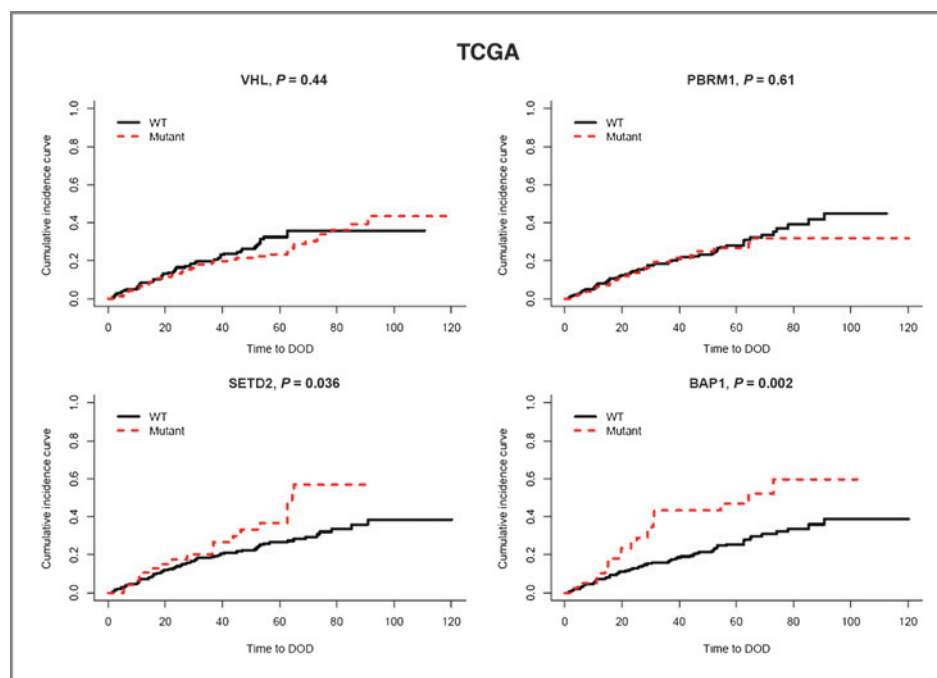 TCGA
VHL, P = 0.44
Cumulative incidence curve
1.0
0.8
0.6
0.4
0.2
0.0
WT
Mutant
0 20 40 60 80 100 120
Time to DOD
PBRM1, P = 0.61
Cumulative incidence curve
1.0
0.8
0.6
0.4
0.2
0.0
WT
Mutant
0 20 40 60 80 100 120
Time to DOD
SETD2, P = 0.036
Cumulative incidence curve
1.0
0.8
0.6
0.4
0.2
0.0
WT
Mutant
0 20 40 60 80 100 120
Time to DOD
BAP1, P = 0.002
Cumulative incidence curve
1.0
0.8
0.6
0.4
0.2
0.0
WT
Mutant
0 20 40 60 80 100 120
Time to DOD